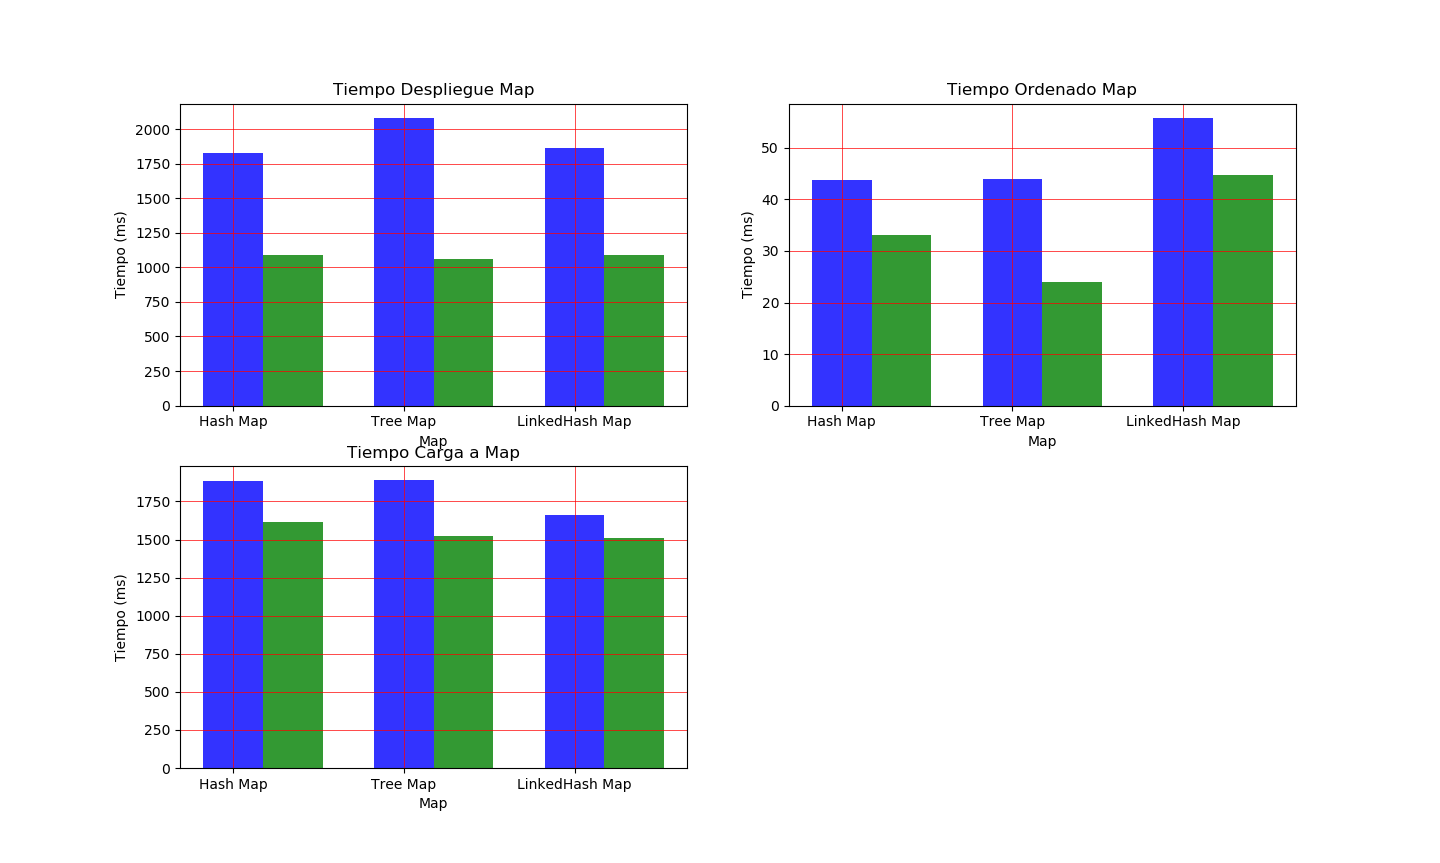 Tiempo Despliegue Map
Tiempo (ms)
2000
1750
1500
1250
1000
750
500
250
0
Hash Map Tree Map LinkedHash Map
Map
Tiempo Ordenado Map
Tiempo (ms)
50
40
30
20
10
0
Hash Map Tree Map LinkedHash Map
Map
Tiempo Carga a Map
Tiempo (ms)
1750
1500
1250
1000
750
500
250
0
Hash Map Tree Map LinkedHash Map
Map